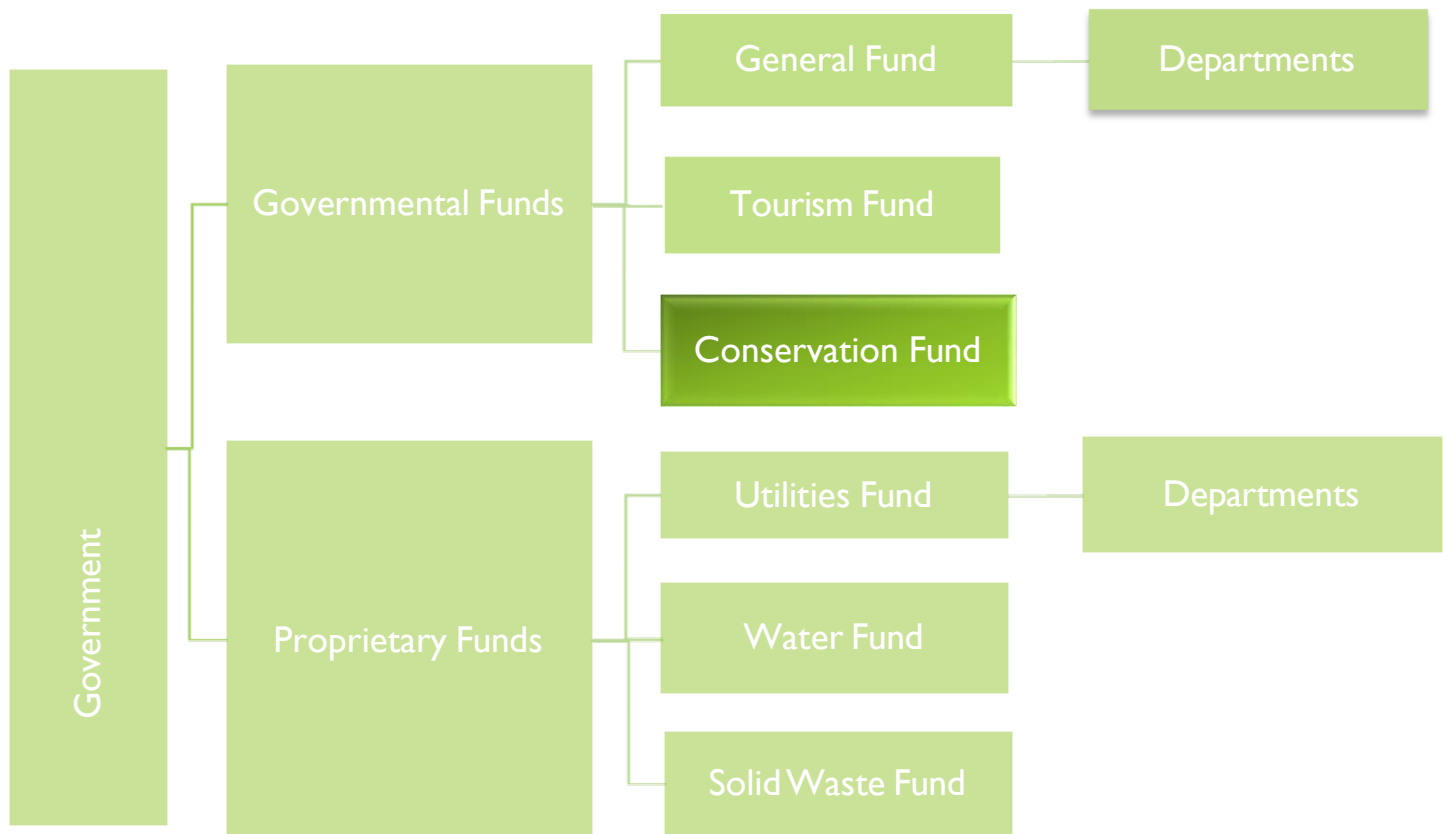 Government
Governmental Funds
General Fund
Departments
Tourism Fund
Conservation Fund
Proprietary Funds
Utilities Fund
Departments
Water Fund
Solid Waste Fund